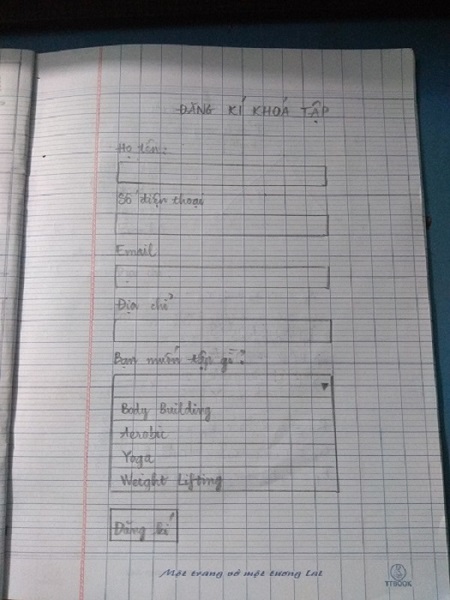 ĐĂNG KÍ KHOÁ TẬP
Họ tên:
Số điện thoại
Email
Địa chỉ
Bạn muốn tập gì?
Body Building
Aerobic
Yoga
Weight Lifting
Đăng kí
Một trang vở một tương lai